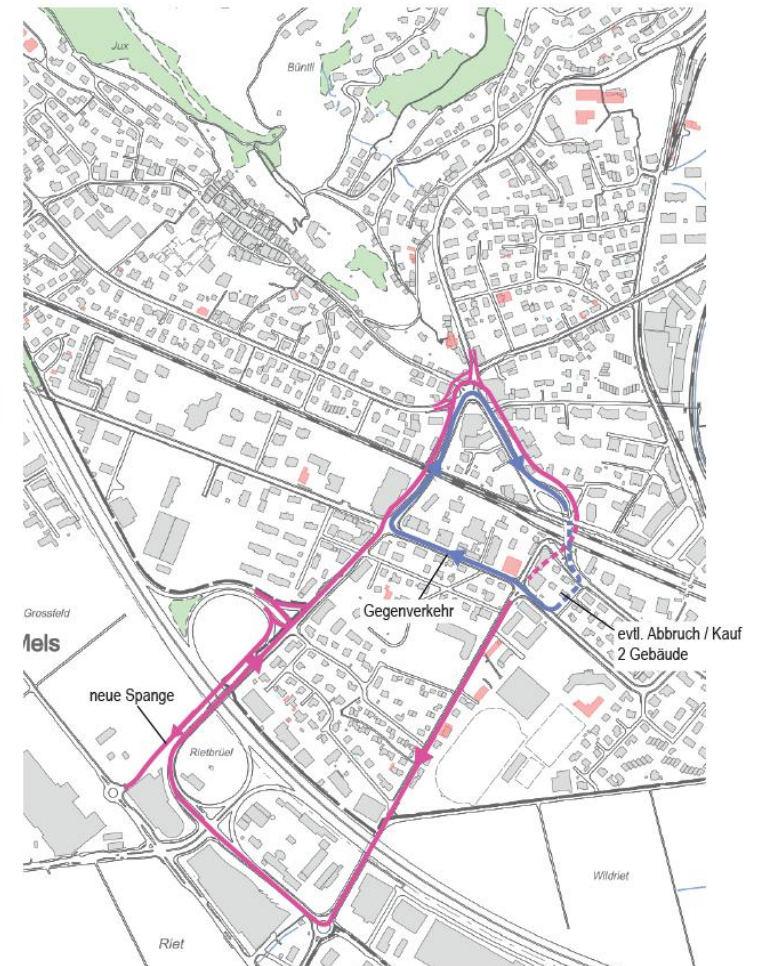 Jux
Büntli
Gegenverkehr
evtl. Abbruch / Kauf
2 Gebäude
Grossfeld
Mels
neue Spange
Rietbrüel
Wildriet
Riet